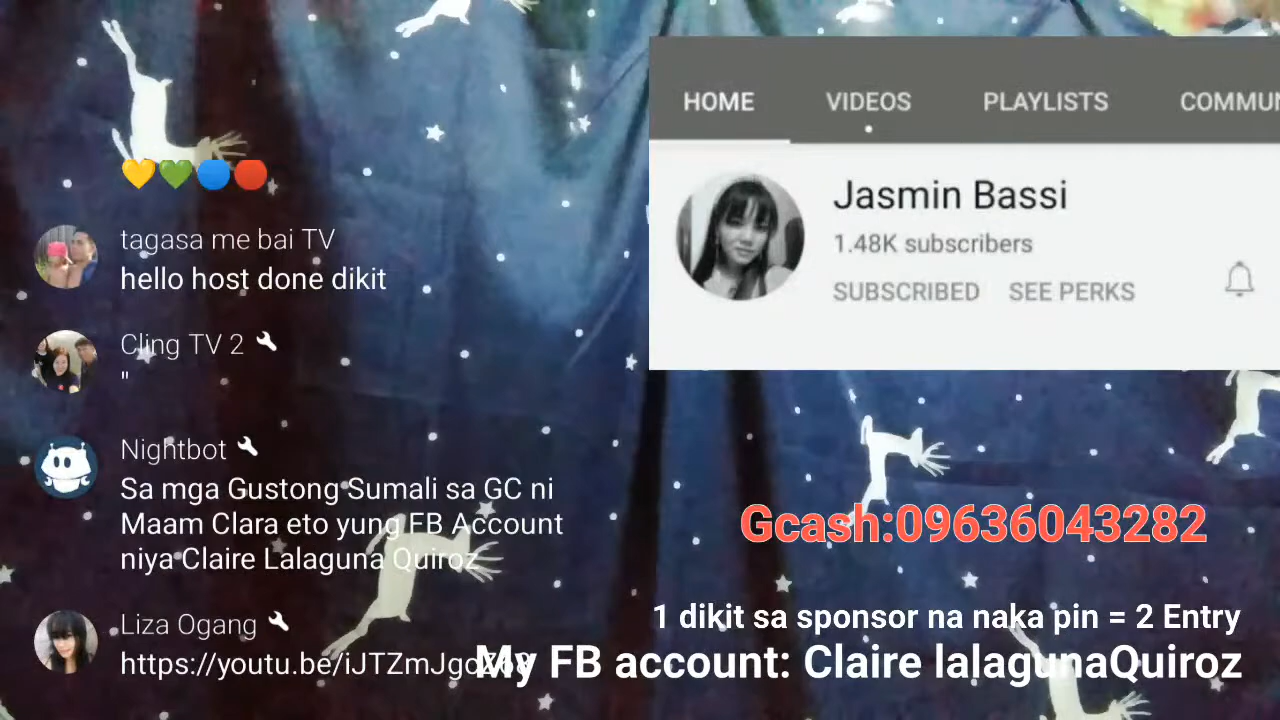 tagasa me bai TV
hello host done dikit
Cling TV 2
"
Nightbot
Sa mga Gustong Sumali sa GC ni
Maam Clara eto yung FB Account
niya Claire Lalaguna Quiroz
Liza Ogang
HOME VIDEOS PLAYLISTS COMMUN
Jasmin Bassi
1.48K subscribers
SUBSCRIBED SEE PERKS
Gcash:09636043282
1 dikit sa sponsor na naka pin = 2 Entry
My FB account: Claire lalagunaQuiroz